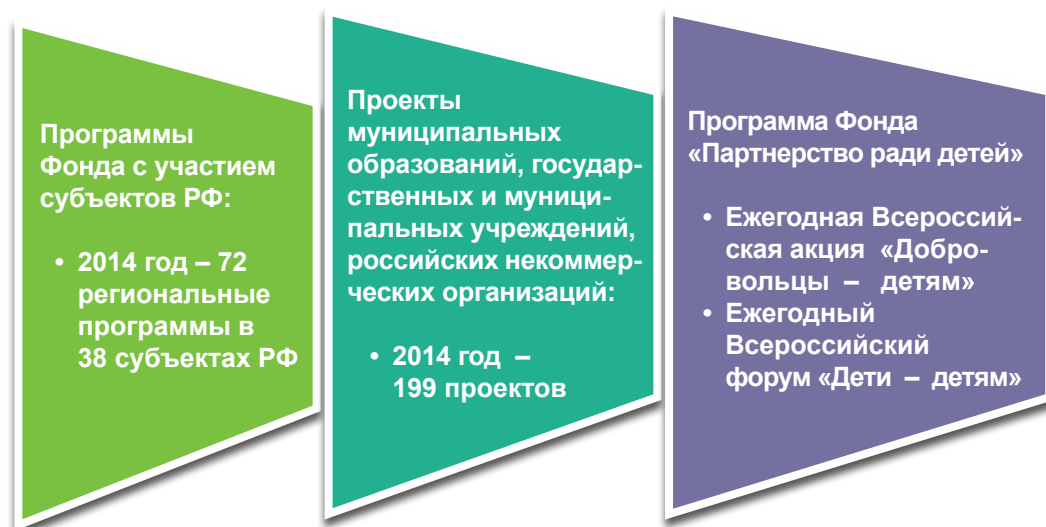 Программы
Фонда с участием
субъектов РФ:
• 2014 год – 72
региональные
программы в
38 субъектах РФ
Проекты
муниципальных
образований, государ-
ственных и муници-
пальных учреждений,
российских некоммер-
ческих организаций:
• 2014 год –
199 проектов
Программа Фонда
«Партнерство ради детей»
• Ежегодная Всероссий-
ская акция «Добро-
вольцы – детям»
• Ежегодный
Всероссийский
форум «Дети – детям»